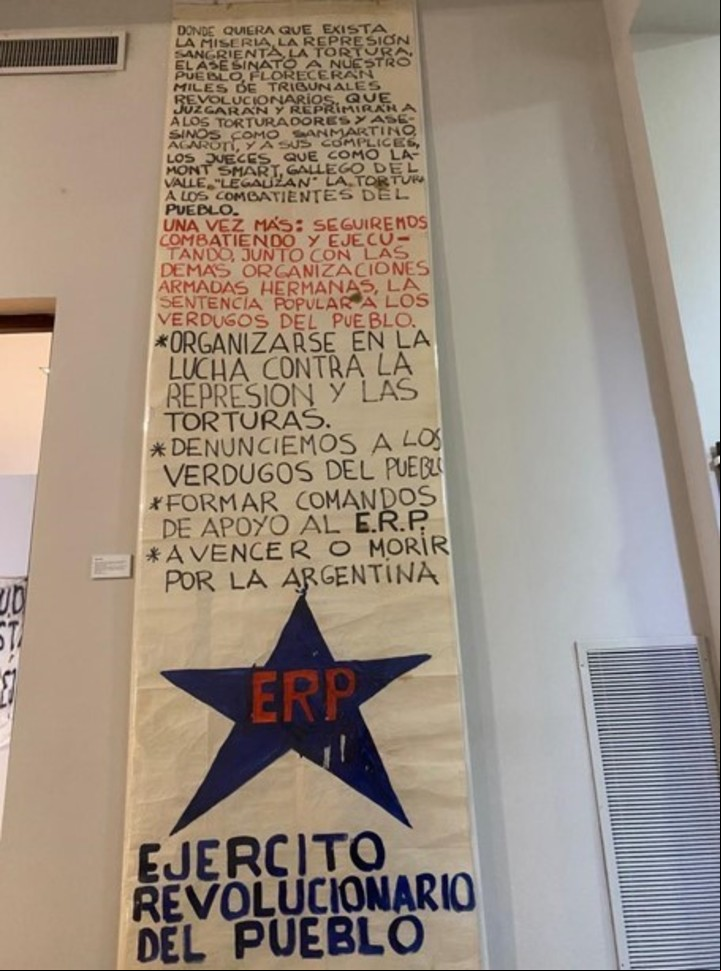 DONDE QUIERA QUE EXISTA
LA MISERIA, LA REPRESIÓN
SANGRIENTA, LA TORTURA,
EL ASESINATO A NUESTRO
PUEBLO, FLORECERÁN
MILES DE TRIBUNALES
REVOLUCIONARIOS, QUE
JUZGARÁN Y REPRIMIRÁN A
A LOS TORTURADORES Y ASE-
SINOS COMO SANMARTINO,
AGAROTI, Y A SUS COMPLICES,
LOS JUECES QUE COMO LA-
MONT SMART, GALLEGO DEL
VALLE, "LEGALIZAN" LA TORTURA
A LOS COMBATIENTES DEL
PUEBLO.
UNA VEZ MÁS: SEGUIREMOS
COMBATIENDO Y EJECU-
TANDO, JUNTO CON LAS
DEMAS ORGANIZACIONES
ARMADAS HERMANAS, LA
SENTENCIA POPULAR A LOS
VERDUGOS DEL PUEBLO.
*ORGANIZARSE EN LA
LUCHA CONTRA LA
REPRESION Y LAS
TORTURAS.
*DENUNCIEMOS A LOS
VERDUGOS DEL PUEBLO
*FORMAR COMANDOS
DE APOYO AL E.R.P.
*A VENCER O MORIR
POR LA ARGENTINA
ERP
EJERCITO
REVOLUCIONARIO
DEL PUEBLO